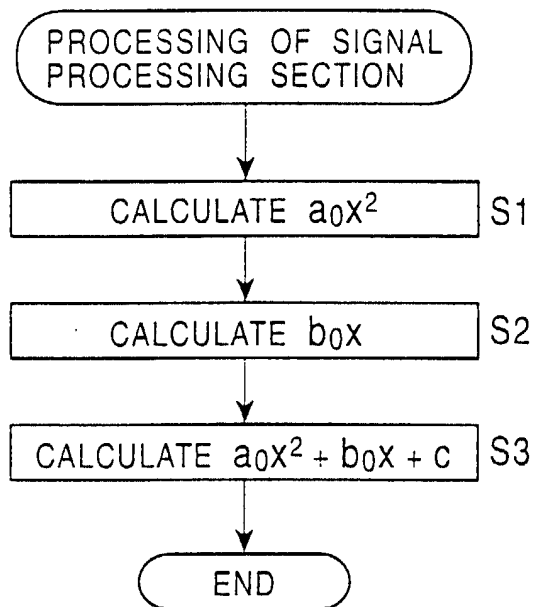 PROCESSING OF SIGNAL
PROCESSING SECTION
CALCULATE a₀x² S1
CALCULATE b₀x S2
CALCULATE a₀x² + b₀x + c S3
END